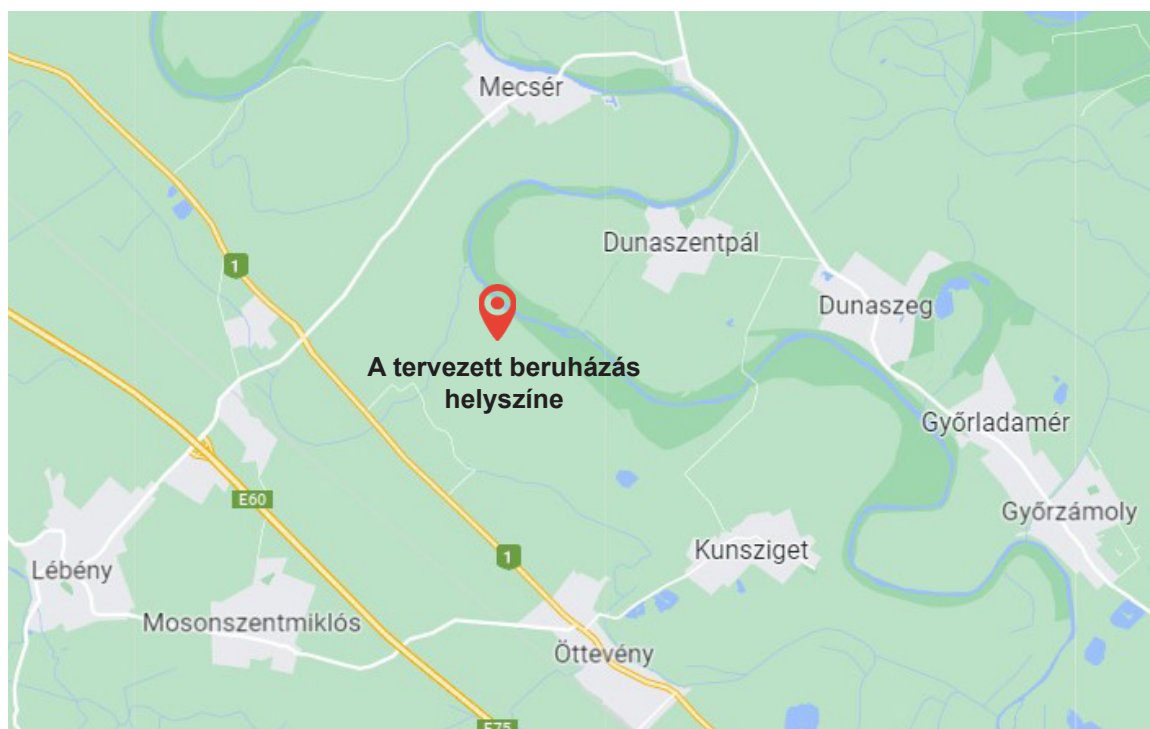 Mecsér
Dunaszentpál
1
Dunaszeg
A tervezett beruházás
helyszíne
Győrladamér
E60
Győrzámoly
1
Kunsziget
Lébény
Mosonszentmiklós
Öttevény
E75